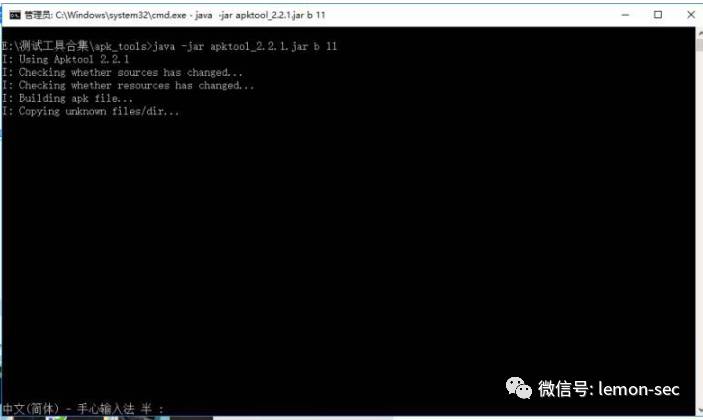 管理员: C:\Windows\system32\cmd.exe - java -jar apktool_2.2.1.jar b 11
E:\测试工具合集\apk_tools>java -jar apktool_2.2.1.jar b 11
I: Using Apktool 2.2.1
I: Checking whether sources has changed...
I: Checking whether resources has changed...
I: Building apk file...
I: Copying unknown files/dir...
微信号: lemon-sec
中文(简体) - 手心输入法 半 :